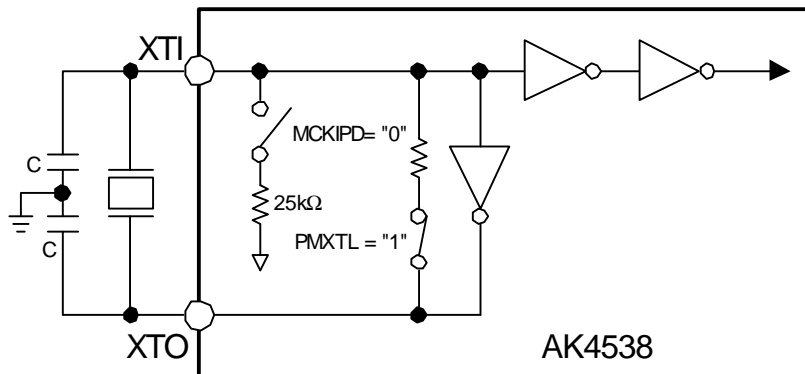 XTI
MCKIPD= "0"
C
25kΩ
PMXTL = "1"
C
XTO
AK4538